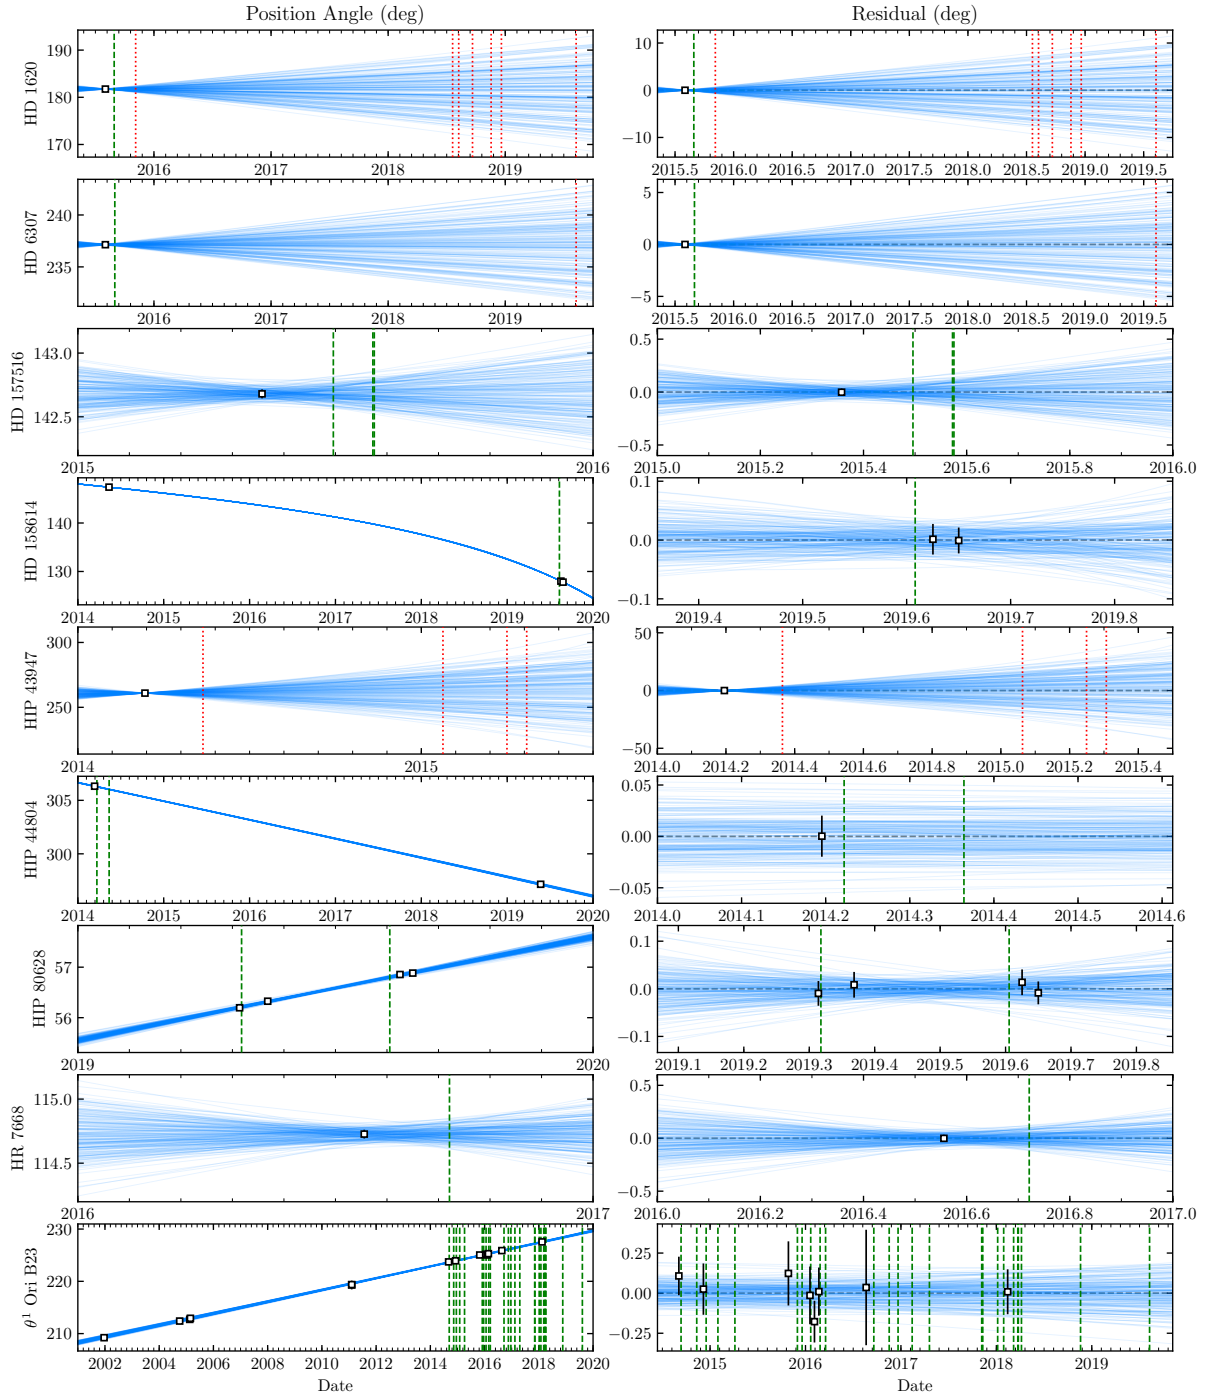 Position Angle (deg) Residual (deg)
HD 1620
190
180
170
2016 2017 2018 2019
10
0
−10
2015.5 2016.0 2016.5 2017.0 2017.5 2018.0 2018.5 2019.0 2019.5
HD 6307
240
235
2016 2017 2018 2019
5
0
−5
2015.5 2016.0 2016.5 2017.0 2017.5 2018.0 2018.5 2019.0 2019.5
HD 157516
143.0
142.5
2015 2016
0.5
0.0
−0.5
2015.0 2015.2 2015.4 2015.6 2015.8 2016.0
HD 158614
140
130
2014 2015 2016 2017 2018 2019 2020
0.1
0.0
−0.1
2019.4 2019.5 2019.6 2019.7 2019.8
HIP 43947
300
250
2014 2015
50
0
−50
2014.0 2014.2 2014.4 2014.6 2014.8 2015.0 2015.2 2015.4
HIP 44804
305
300
2014 2015 2016 2017 2018 2019 2020
0.05
0.00
−0.05
2014.0 2014.1 2014.2 2014.3 2014.4 2014.5 2014.6
HIP 80628
57
56
2019 2020
0.1
0.0
−0.1
2019.1 2019.2 2019.3 2019.4 2019.5 2019.6 2019.7 2019.8
HR 7668
115.0
114.5
2016 2017
0.5
0.0
−0.5
2016.0 2016.2 2016.4 2016.6 2016.8 2017.0
θ¹ Ori B23
230
220
210
2002 2004 2006 2008 2010 2012 2014 2016 2018 2020
0.25
0.00
−0.25
2015 2016 2017 2018 2019
Date Date